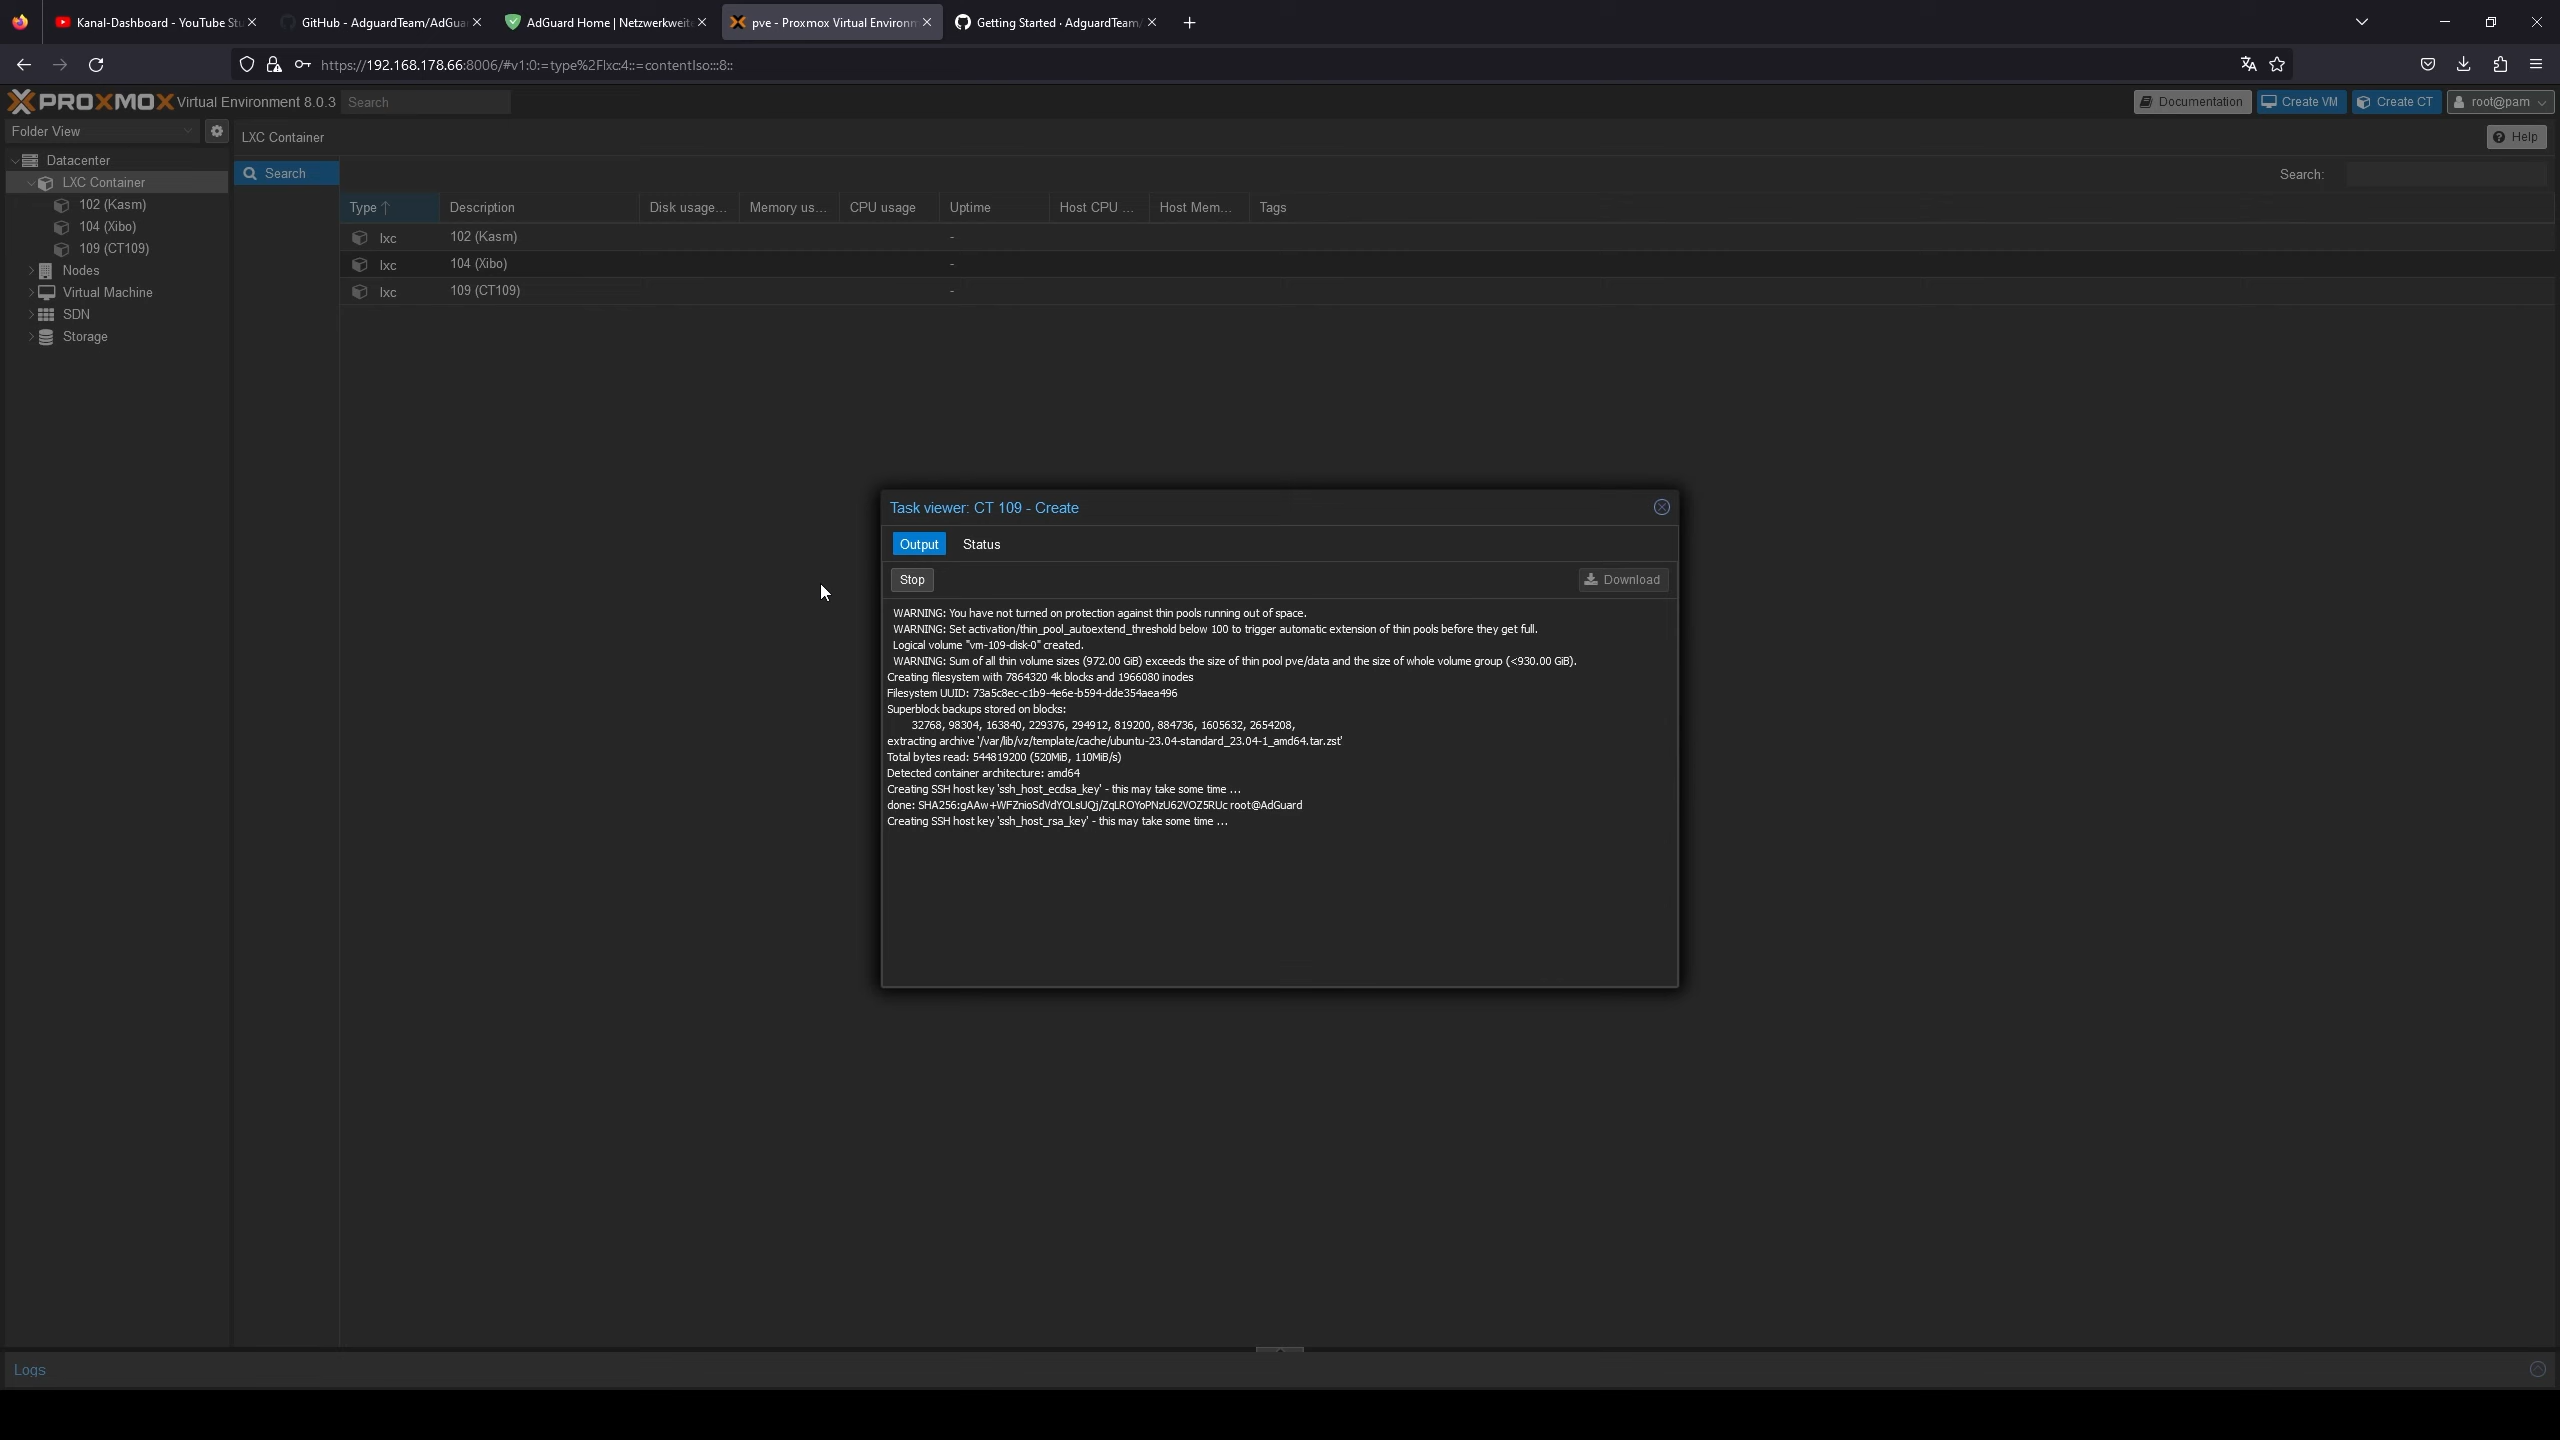 Kanal-Dashboard - YouTube Stu
GitHub - AdguardTeam/AdGua
AdGuard Home | Netzwerkweit
pve - Proxmox Virtual Environm
Getting Started · AdguardTeam/
https://192.168.178.66:8006/#v1:0:=type%2Flxc:4::=contentIso:::8::
PROXMOX Virtual Environment 8.0.3
Search
Documentation
Create VM
Create CT
root@pam
Folder View
LXC Container
Help
Datacenter
LXC Container
102 (Kasm)
104 (Xibo)
109 (CT109)
Nodes
Virtual Machine
SDN
Storage
Search
Search:
Type
Description
Disk usage...
Memory us...
CPU usage
Uptime
Host CPU ...
Host Mem...
Tags
lxc 102 (Kasm) -
lxc 104 (Xibo) -
lxc 109 (CT109) -
Task viewer: CT 109 - Create
Output
Status
Stop
Download
WARNING: You have not turned on protection against thin pools running out of space.
WARNING: Set activation/thin_pool_autoextend_threshold below 100 to trigger automatic extension of thin pools before they get full.
Logical volume "vm-109-disk-0" created.
WARNING: Sum of all thin volume sizes (972.00 GiB) exceeds the size of thin pool pve/data and the size of whole volume group (<930.00 GiB).
Creating filesystem with 7864320 4k blocks and 1966080 inodes
Filesystem UUID: 73a5c8ec-c1b9-4e6e-b594-dde354aea496
Superblock backups stored on blocks:
32768, 98304, 163840, 229376, 294912, 819200, 884736, 1605632, 2654208,
extracting archive '/var/lib/vz/template/cache/ubuntu-23.04-standard_23.04-1_amd64.tar.zst'
Total bytes read: 544819200 (520MiB, 110MiB/s)
Detected container architecture: amd64
Creating SSH host key 'ssh_host_ecdsa_key' - this may take some time ...
done: SHA256:gAAw+WFZnioSdVdYOLsUQj/ZqLROYoPNzU62VOZ5RUc root@AdGuard
Creating SSH host key 'ssh_host_rsa_key' - this may take some time ...
Logs